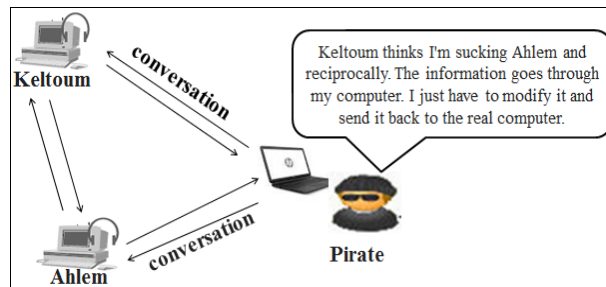 Keltoum
conversation
Keltoum thinks I'm sucking Ahlem and
reciprocally. The information goes through
my computer. I just have to modify it and
send it back to the real computer.
conversation
Ahlem
Pirate